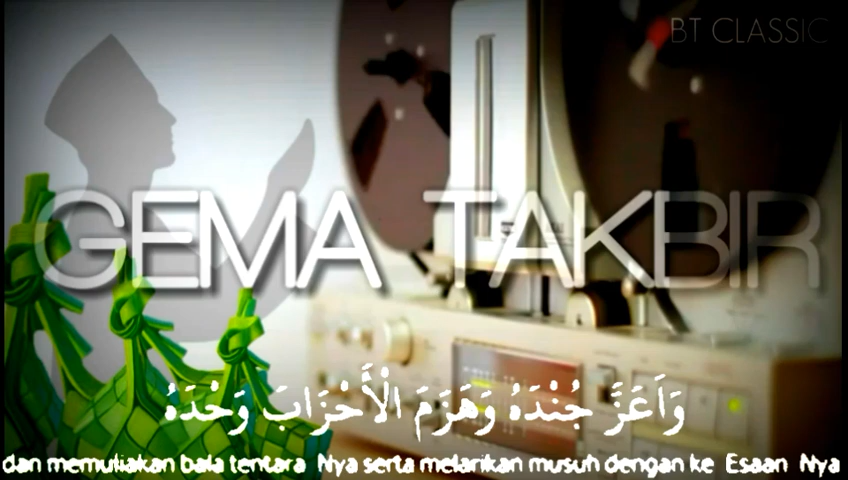 BT CLASSIC
GEMA TAKBIR
وَاَعَزَّ جُنْدَهُ وَهَزَمَ الْأَحْزَابَ وَحْدَهُ
dan memuliakan bala tentara Nya serta melarikan musuh dengan ke Esaan Nya